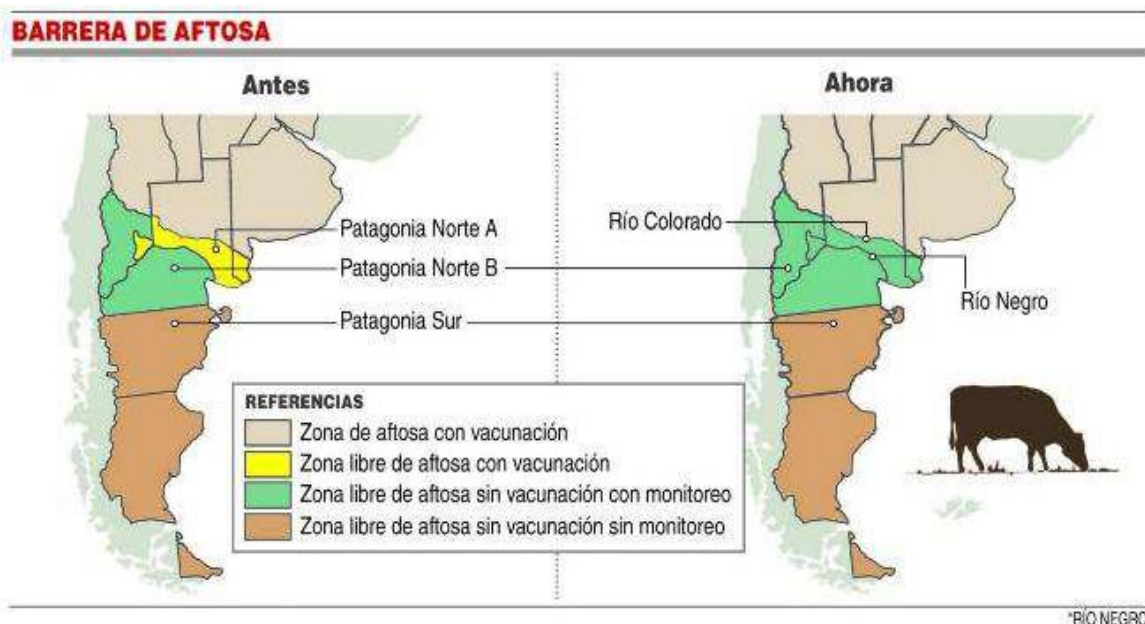 BARRERA DE AFTOSA
Antes
Patagonia Norte A
Patagonia Norte B
Patagonia Sur
Ahora
Río Colorado
Río Negro
REFERENCIAS
Zona de aftosa con vacunación
Zona libre de aftosa con vacunación
Zona libre de aftosa sin vacunación con monitoreo
Zona libre de aftosa sin vacunación sin monitoreo
"RÍO NEGRO